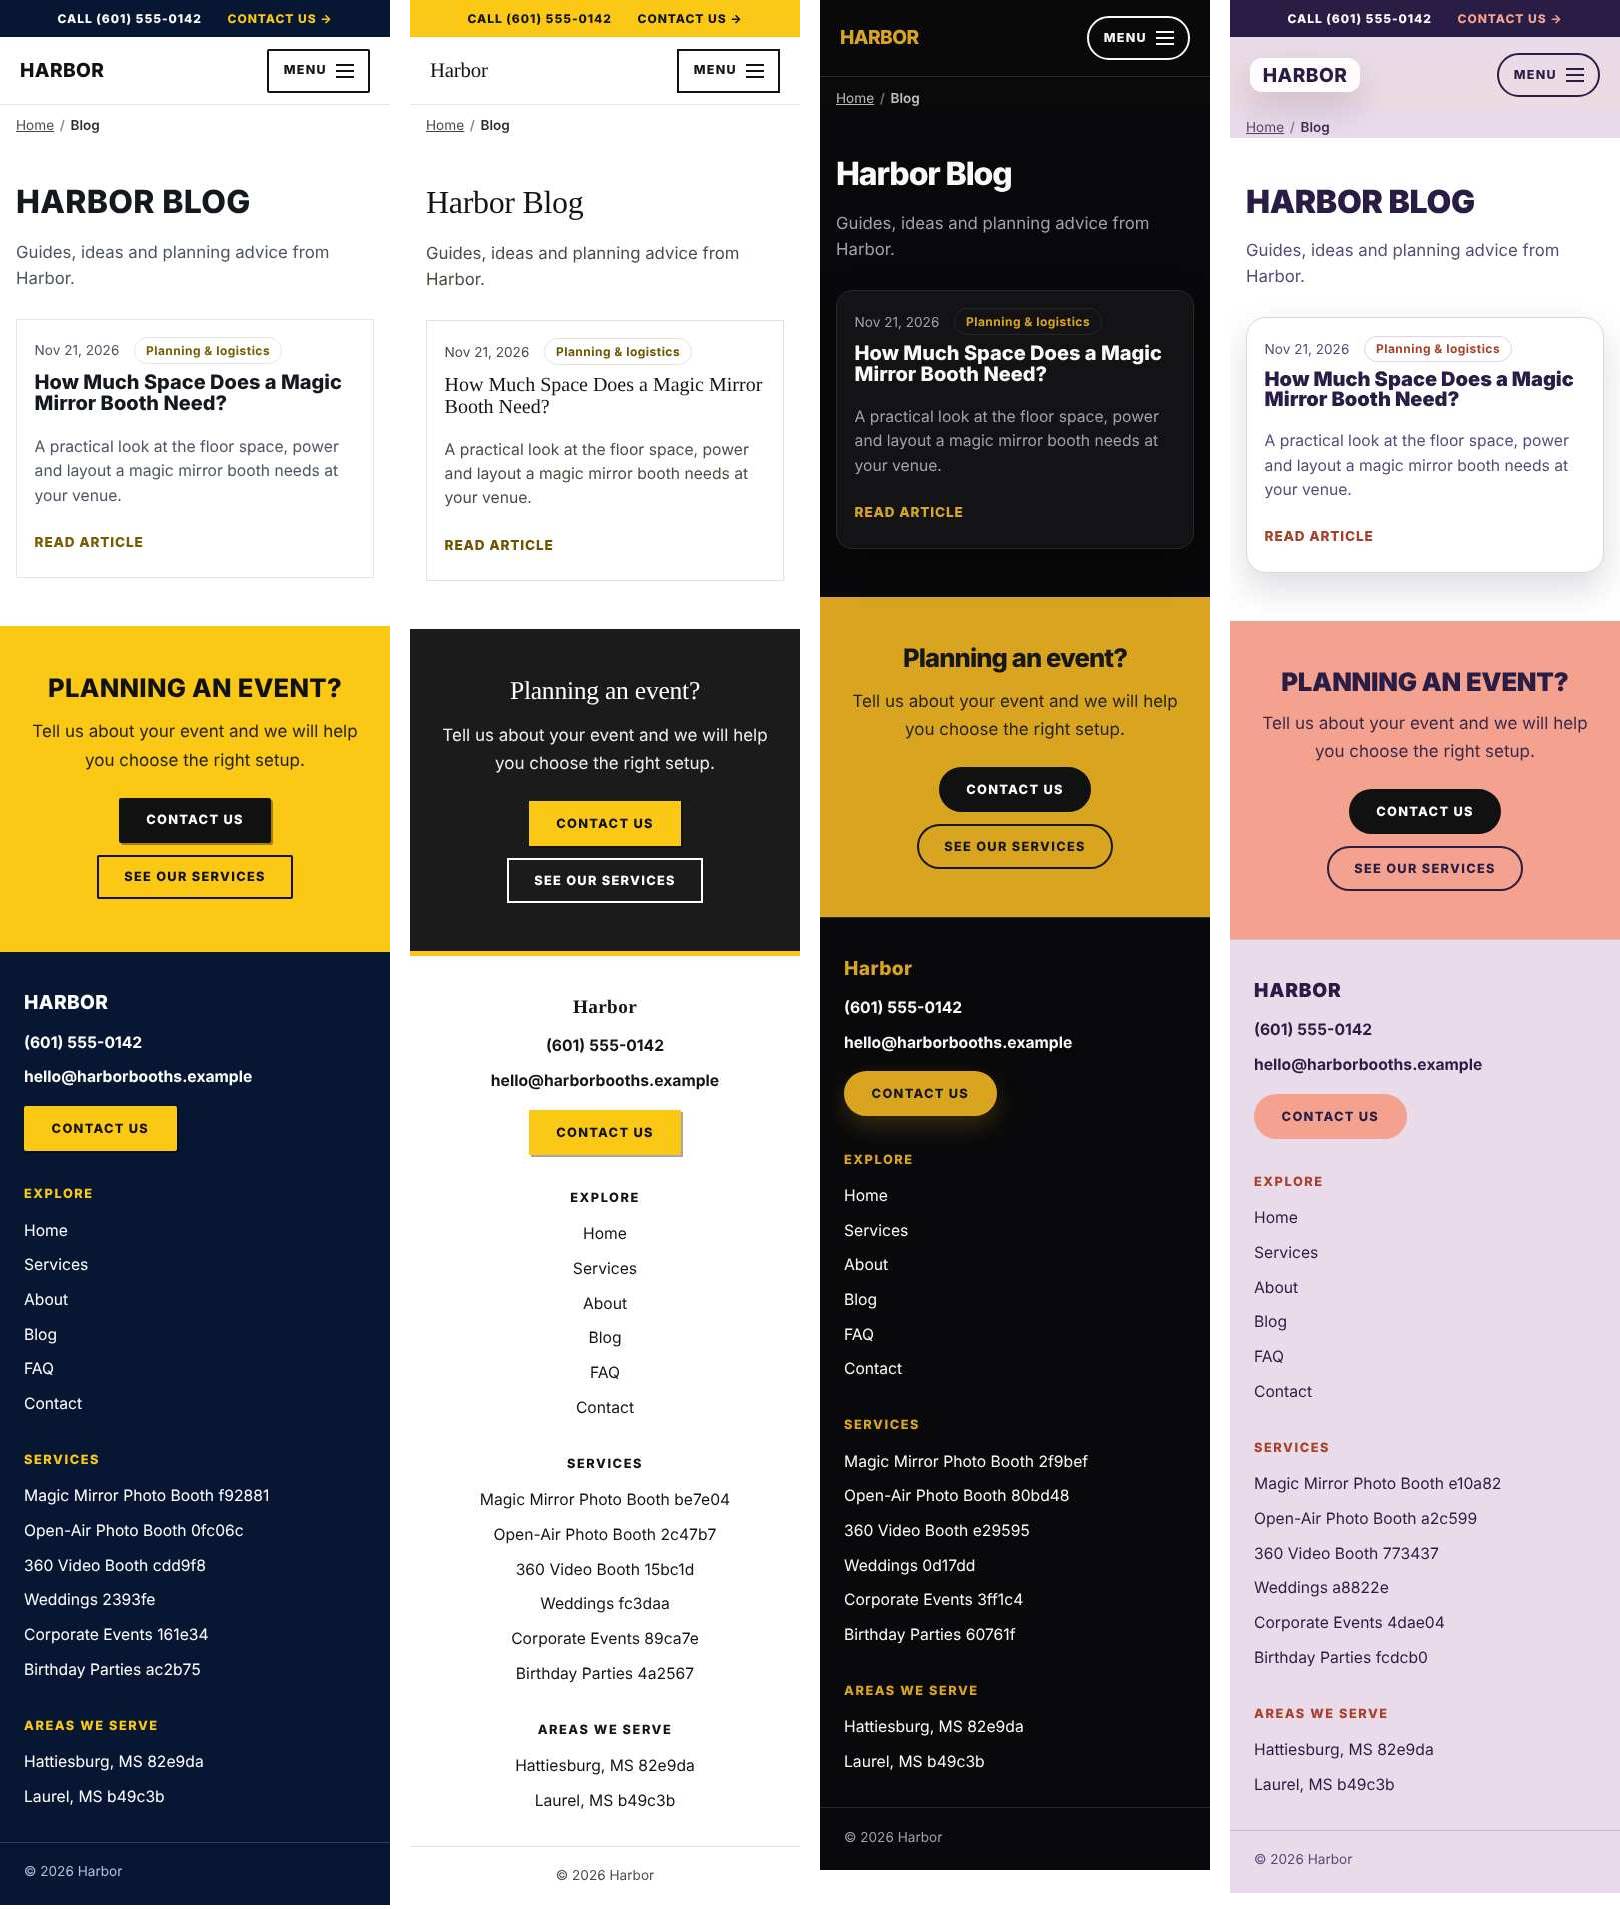 CALL (601) 555-0142 CONTACT US →
HARBOR
MENU
Home / Blog
HARBOR BLOG
Guides, ideas and planning advice from
Harbor.
Nov 21, 2026 Planning & logistics
How Much Space Does a Magic
Mirror Booth Need?
A practical look at the floor space, power
and layout a magic mirror booth needs at
your venue.
READ ARTICLE
PLANNING AN EVENT?
Tell us about your event and we will help
you choose the right setup.
CONTACT US
SEE OUR SERVICES
HARBOR
(601) 555-0142
hello@harborbooths.example
CONTACT US
EXPLORE
Home
Services
About
Blog
FAQ
Contact
SERVICES
Magic Mirror Photo Booth f92881
Open-Air Photo Booth 0fc06c
360 Video Booth cdd9f8
Weddings 2393fe
Corporate Events 161e34
Birthday Parties ac2b75
AREAS WE SERVE
Hattiesburg, MS 82e9da
Laurel, MS b49c3b
© 2026 Harbor
CALL (601) 555-0142 CONTACT US →
Harbor
MENU
Home / Blog
Harbor Blog
Guides, ideas and planning advice from
Harbor.
Nov 21, 2026 Planning & logistics
How Much Space Does a Magic Mirror
Booth Need?
A practical look at the floor space, power
and layout a magic mirror booth needs at
your venue.
READ ARTICLE
Planning an event?
Tell us about your event and we will help
you choose the right setup.
CONTACT US
SEE OUR SERVICES
Harbor
(601) 555-0142
hello@harborbooths.example
CONTACT US
EXPLORE
Home
Services
About
Blog
FAQ
Contact
SERVICES
Magic Mirror Photo Booth be7e04
Open-Air Photo Booth 2c47b7
360 Video Booth 15bc1d
Weddings fc3daa
Corporate Events 89ca7e
Birthday Parties 4a2567
AREAS WE SERVE
Hattiesburg, MS 82e9da
Laurel, MS b49c3b
© 2026 Harbor
HARBOR
MENU
Home / Blog
Harbor Blog
Guides, ideas and planning advice from
Harbor.
Nov 21, 2026 Planning & logistics
How Much Space Does a Magic
Mirror Booth Need?
A practical look at the floor space, power
and layout a magic mirror booth needs at
your venue.
READ ARTICLE
Planning an event?
Tell us about your event and we will help
you choose the right setup.
CONTACT US
SEE OUR SERVICES
Harbor
(601) 555-0142
hello@harborbooths.example
CONTACT US
EXPLORE
Home
Services
About
Blog
FAQ
Contact
SERVICES
Magic Mirror Photo Booth 2f9bef
Open-Air Photo Booth 80bd48
360 Video Booth e29595
Weddings 0d17dd
Corporate Events 3ff1c4
Birthday Parties 60761f
AREAS WE SERVE
Hattiesburg, MS 82e9da
Laurel, MS b49c3b
© 2026 Harbor
CALL (601) 555-0142 CONTACT US →
HARBOR
MENU
Home / Blog
HARBOR BLOG
Guides, ideas and planning advice from
Harbor.
Nov 21, 2026 Planning & logistics
How Much Space Does a Magic
Mirror Booth Need?
A practical look at the floor space, power
and layout a magic mirror booth needs at
your venue.
READ ARTICLE
PLANNING AN EVENT?
Tell us about your event and we will help
you choose the right setup.
CONTACT US
SEE OUR SERVICES
HARBOR
(601) 555-0142
hello@harborbooths.example
CONTACT US
EXPLORE
Home
Services
About
Blog
FAQ
Contact
SERVICES
Magic Mirror Photo Booth e10a82
Open-Air Photo Booth a2c599
360 Video Booth 773437
Weddings a8822e
Corporate Events 4dae04
Birthday Parties fcdcb0
AREAS WE SERVE
Hattiesburg, MS 82e9da
Laurel, MS b49c3b
© 2026 Harbor